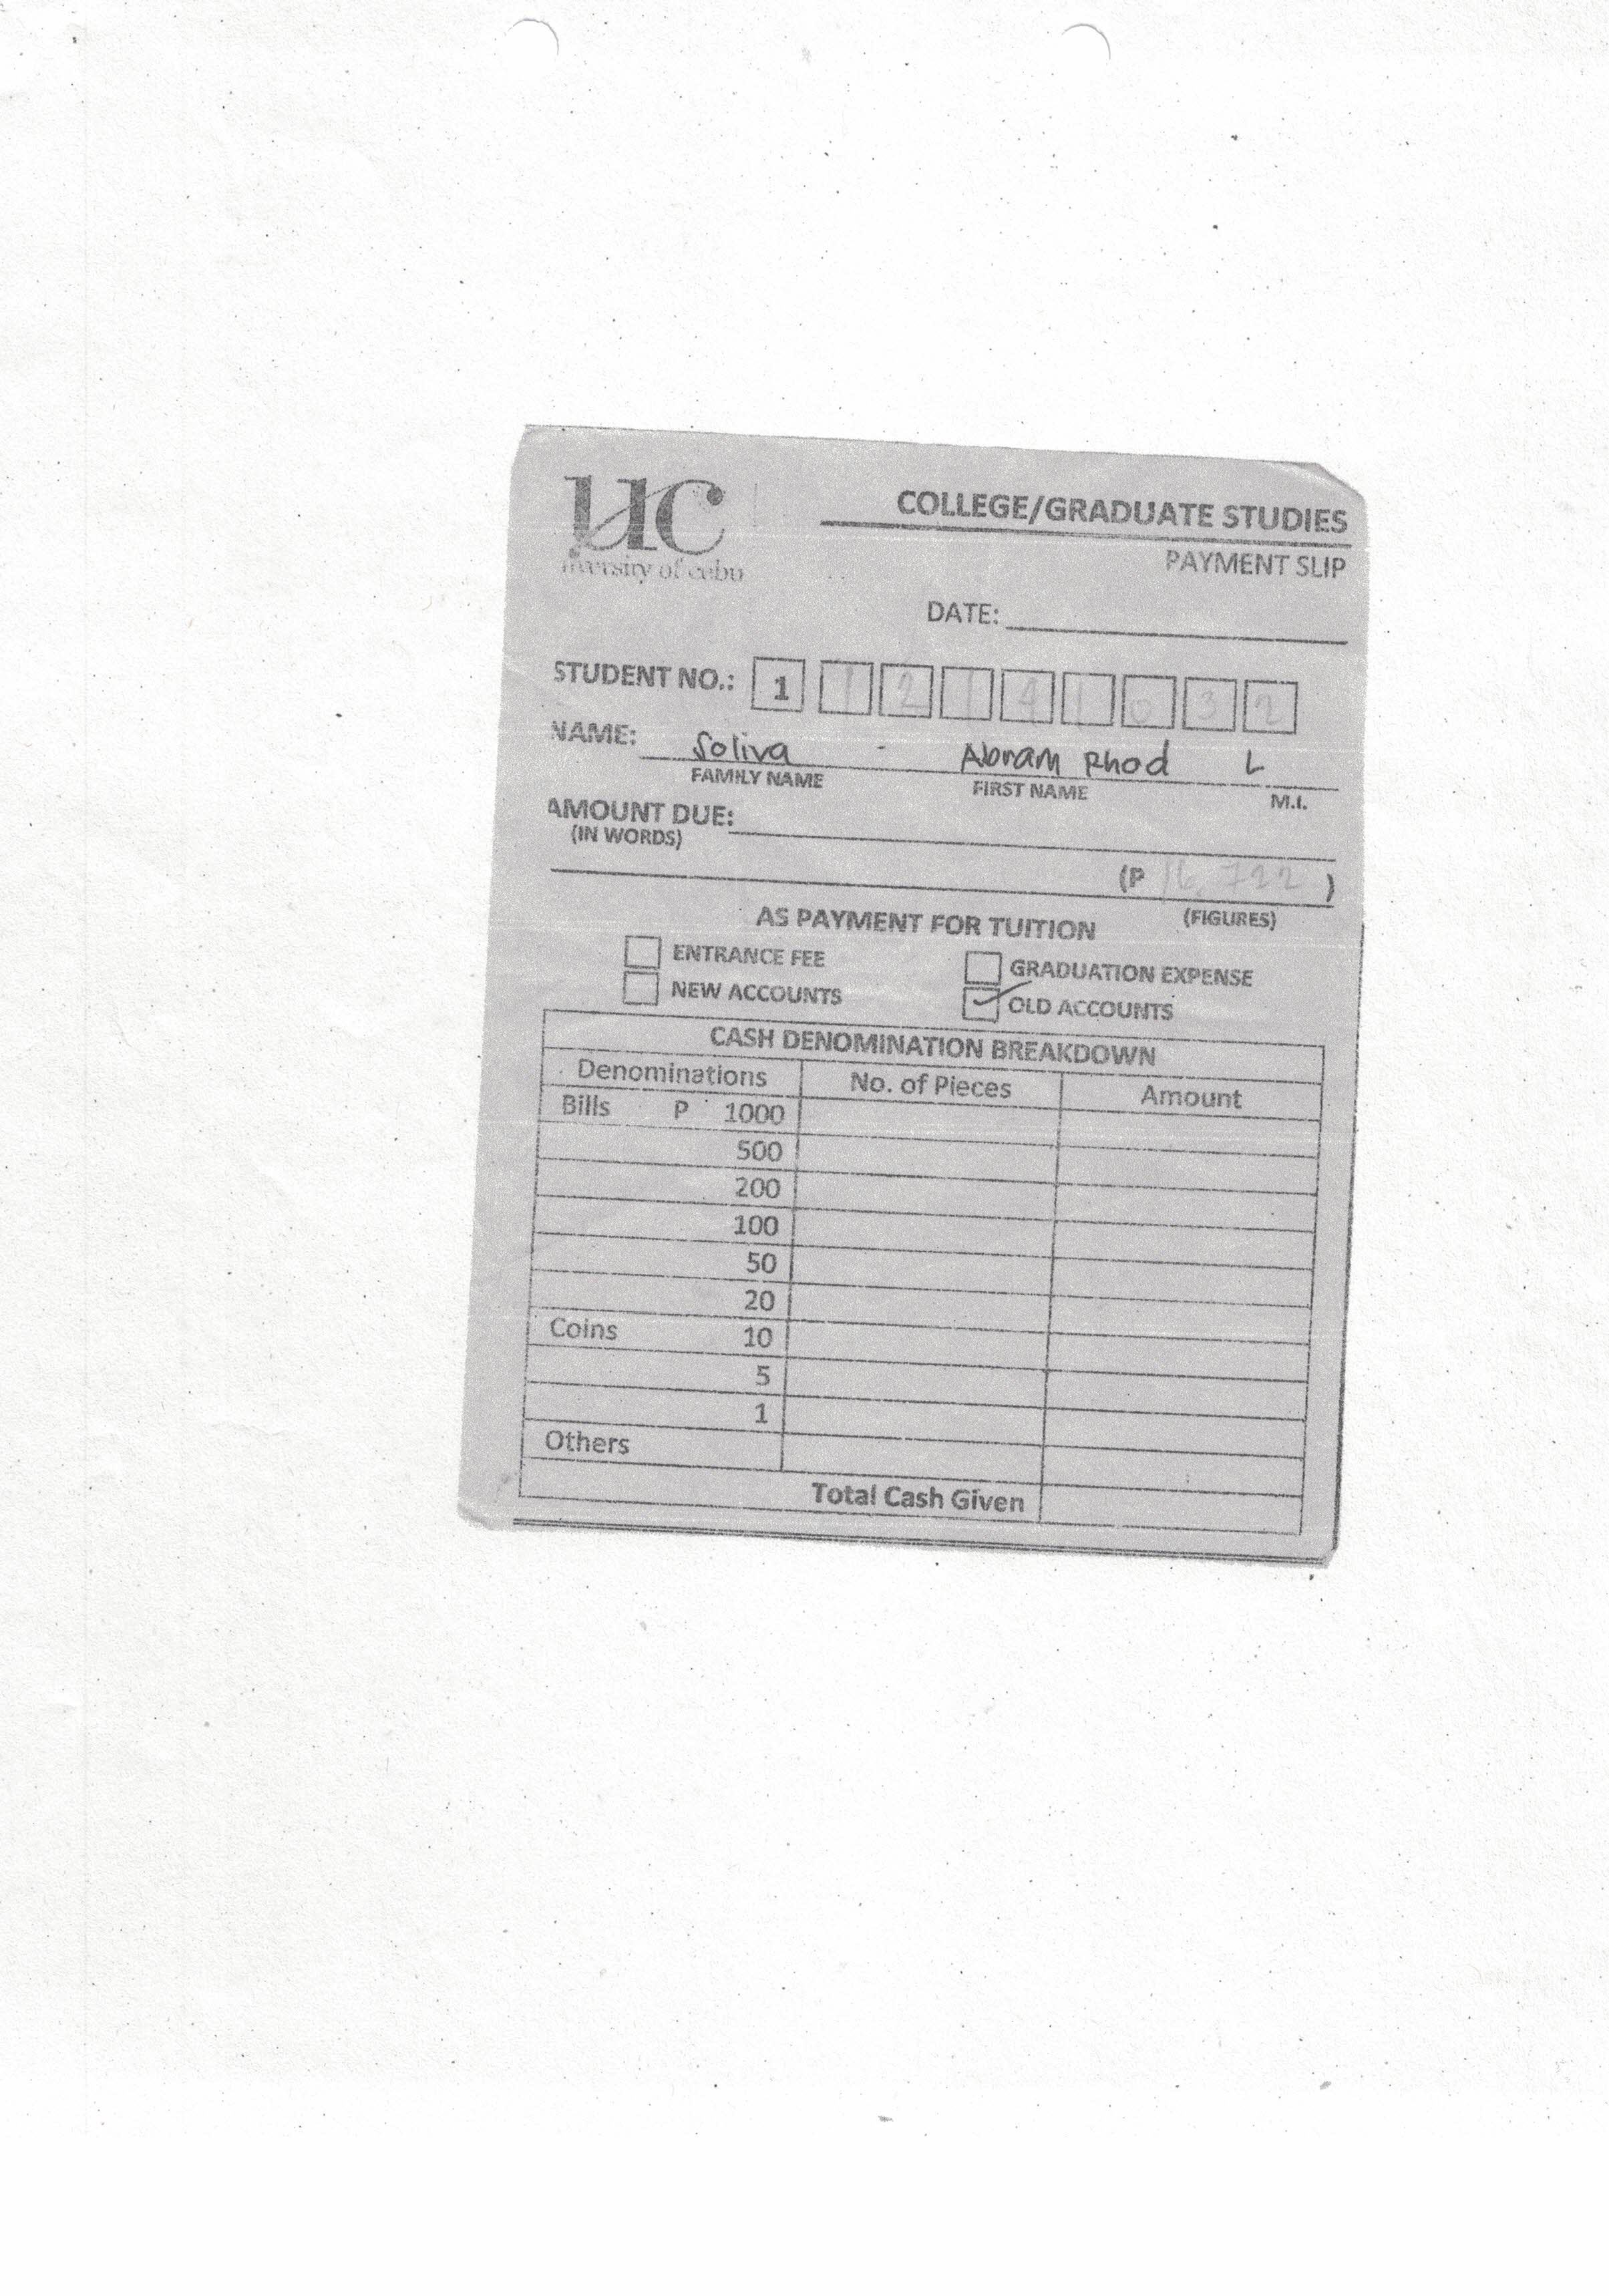 UC
COLLEGE/GRADUATE STUDIES
iversity of cebu
PAYMENT SLIP
DATE:
STUDENT NO.: 1 1 2 1 4 1 0 3 2
NAME: Soliva - Abram Rhod L
FAMILY NAME FIRST NAME M.I.
AMOUNT DUE:
(IN WORDS)
(P 16,722 )
AS PAYMENT FOR TUITION (FIGURES)
ENTRANCE FEE GRADUATION EXPENSE
NEW ACCOUNTS OLD ACCOUNTS
CASH DENOMINATION BREAKDOWN
Denominations No. of Pieces Amount
Bills P 1000
500
200
100
50
20
Coins 10
5
1
Others
Total Cash Given